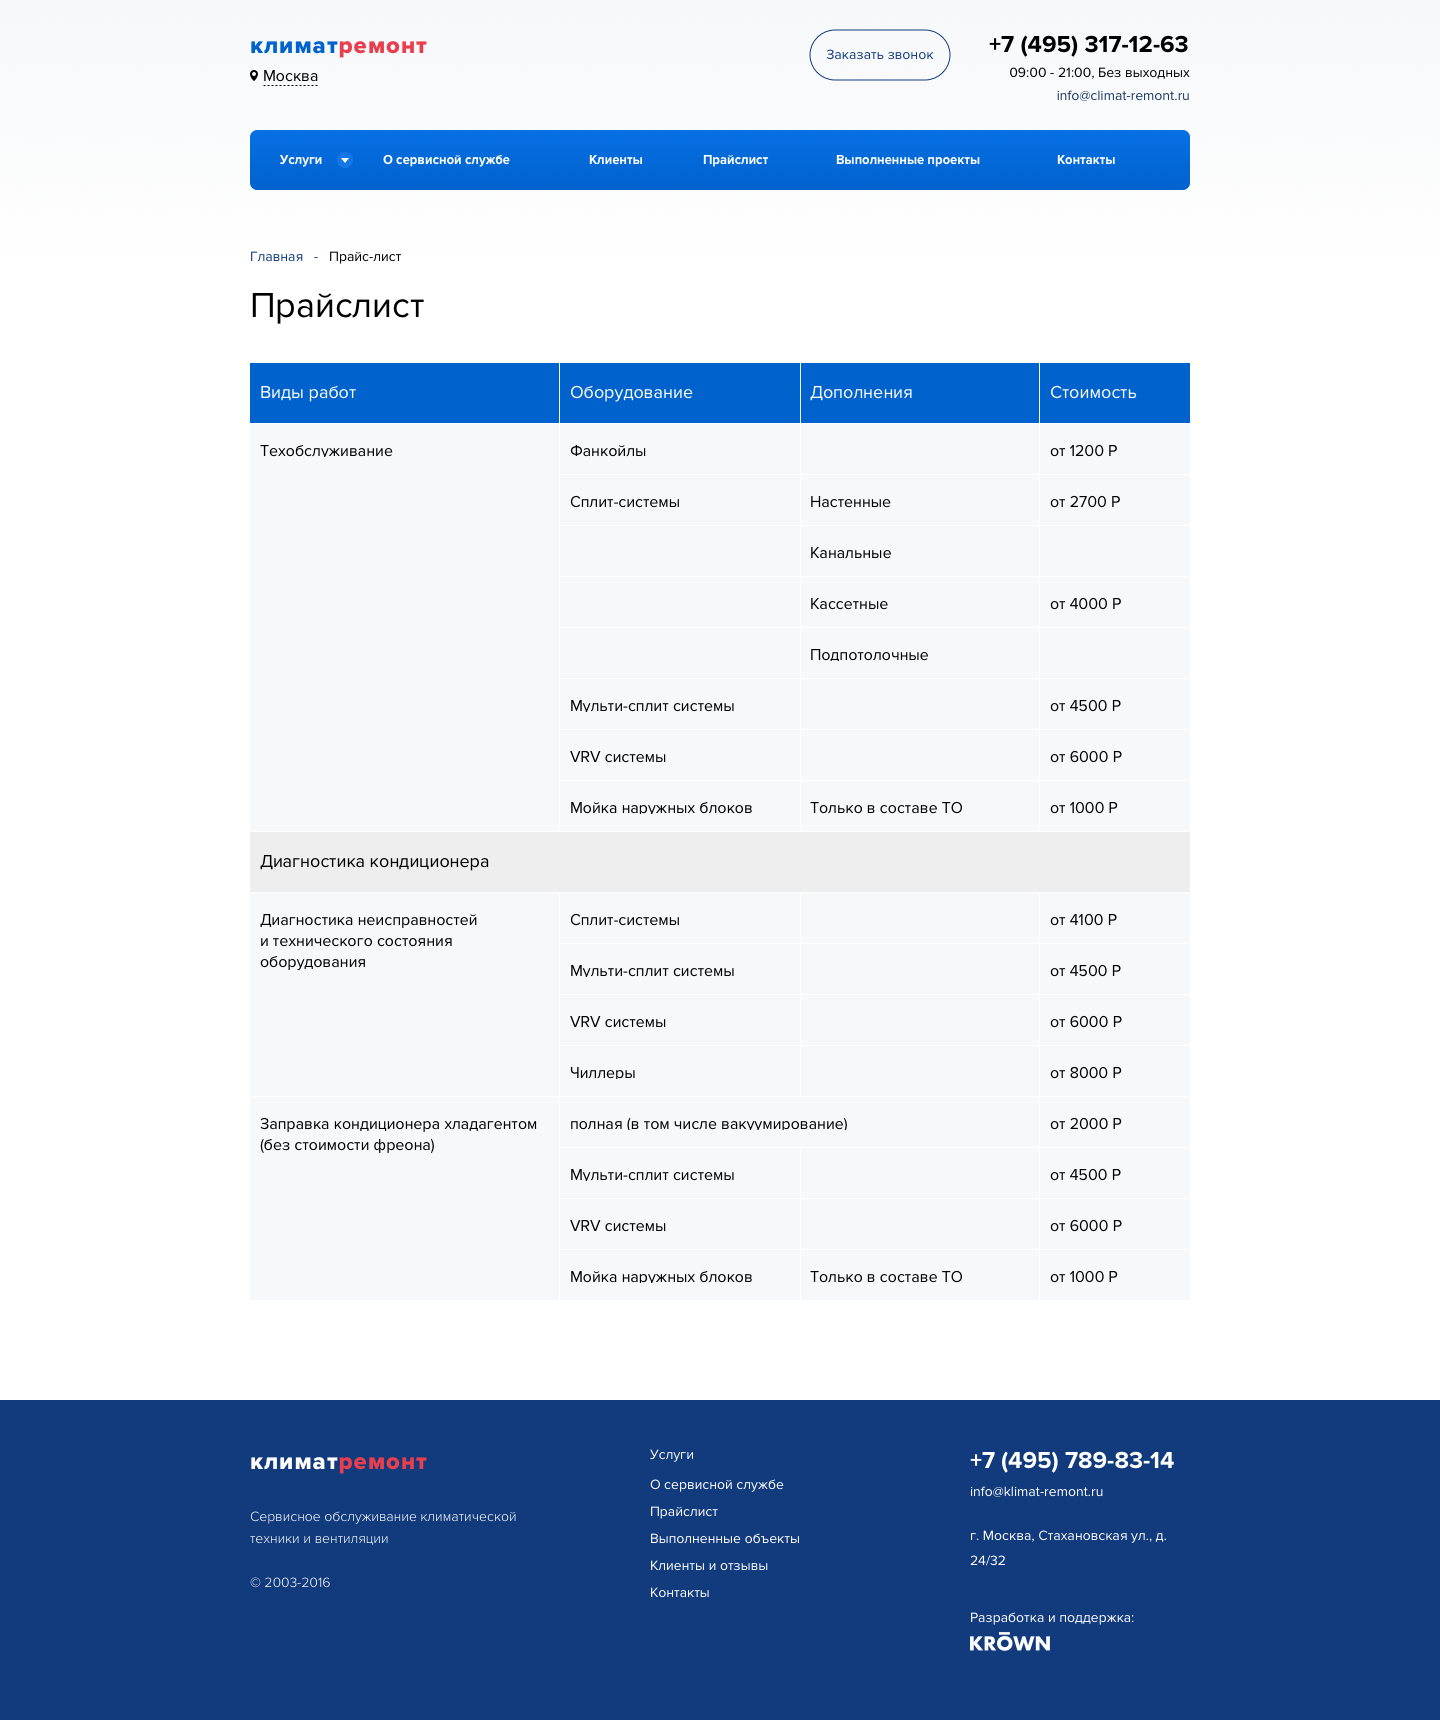 климатремонт
Москва
Заказать звонок
+7 (495) 317-12-63
09:00 - 21:00, Без выходных
info@climat-remont.ru
Услуги О сервисной службе Клиенты Прайслист Выполненные проекты Контакты
Главная - Прайс-лист
Прайслист
Виды работ Оборудование Дополнения Стоимость
Техобслуживание Фанкойлы от 1200 Р
Сплит-системы Настенные от 2700 Р
Канальные
Кассетные от 4000 Р
Подпотолочные
Мульти-сплит системы от 4500 Р
VRV системы от 6000 Р
Мойка наружных блоков Только в составе ТО от 1000 Р
Диагностика кондиционера
Диагностика неисправностей Сплит-системы от 4100 Р
и технического состояния
оборудования
Мульти-сплит системы от 4500 Р
VRV системы от 6000 Р
Чиллеры от 8000 Р
Заправка кондиционера хладагентом полная (в том числе вакуумирование) от 2000 Р
(без стоимости фреона)
Мульти-сплит системы от 4500 Р
VRV системы от 6000 Р
Мойка наружных блоков Только в составе ТО от 1000 Р
климатремонт
Сервисное обслуживание климатической
техники и вентиляции
© 2003-2016
Услуги
О сервисной службе
Прайслист
Выполненные объекты
Клиенты и отзывы
Контакты
+7 (495) 789-83-14
info@klimat-remont.ru
г. Москва, Стахановская ул., д.
24/32
Разработка и поддержка:
KRŌWN